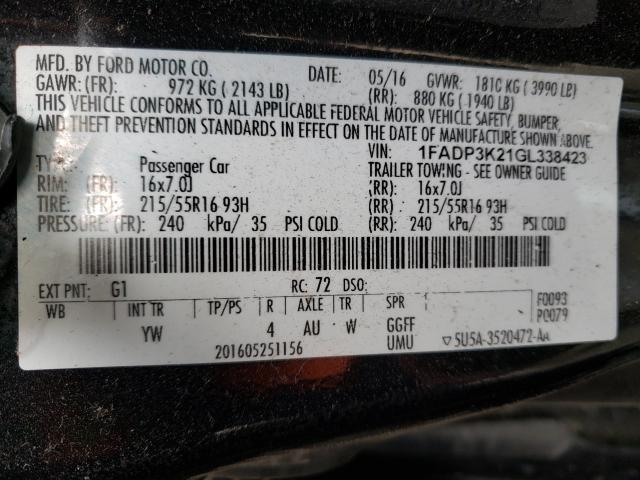 MFD. BY FORD MOTOR CO. DATE: 05/16 GVWR: 1810 KG ( 3990 LB)
GAWR: (FR): 972 KG ( 2143 LB) (RR): 880 KG ( 1940 LB)
THIS VEHICLE CONFORMS TO ALL APPLICABLE FEDERAL MOTOR VEHICLE SAFETY, BUMPER,
AND THEFT PREVENTION STANDARDS IN EFFECT ON THE DATE OF MANUFACTURE SHOWN ABOVE.
VIN: 1FADP3K21GL338423
TYPE: Passenger Car TRAILER TOWING - SEE OWNER GUIDE
RIM: (FR): 16x7.0J (RR): 16x7.0J
TIRE: (FR): 215/55R16 93H (RR): 215/55R16 93H
PRESSURE: (FR): 240 kPa/ 35 PSI COLD (RR): 240 kPa/ 35 PSI COLD
EXT PNT: G1 RC: 72 DSO:
WB INT TR TP/PS R AXLE TR SPR
F0093
P0079
YW 4 AU W GGFF
UMU
201605251156
▽ 5U5A-3520472-AA